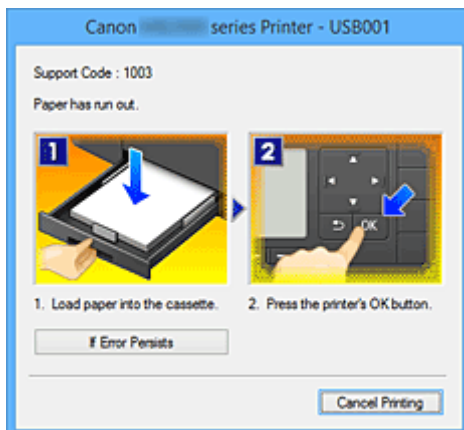 Canon series Printer - USB001
Support Code : 1003
Paper has run out.
1
2
OK
1. Load paper into the cassette.
2. Press the printer's OK button.
If Error Persists
Cancel Printing